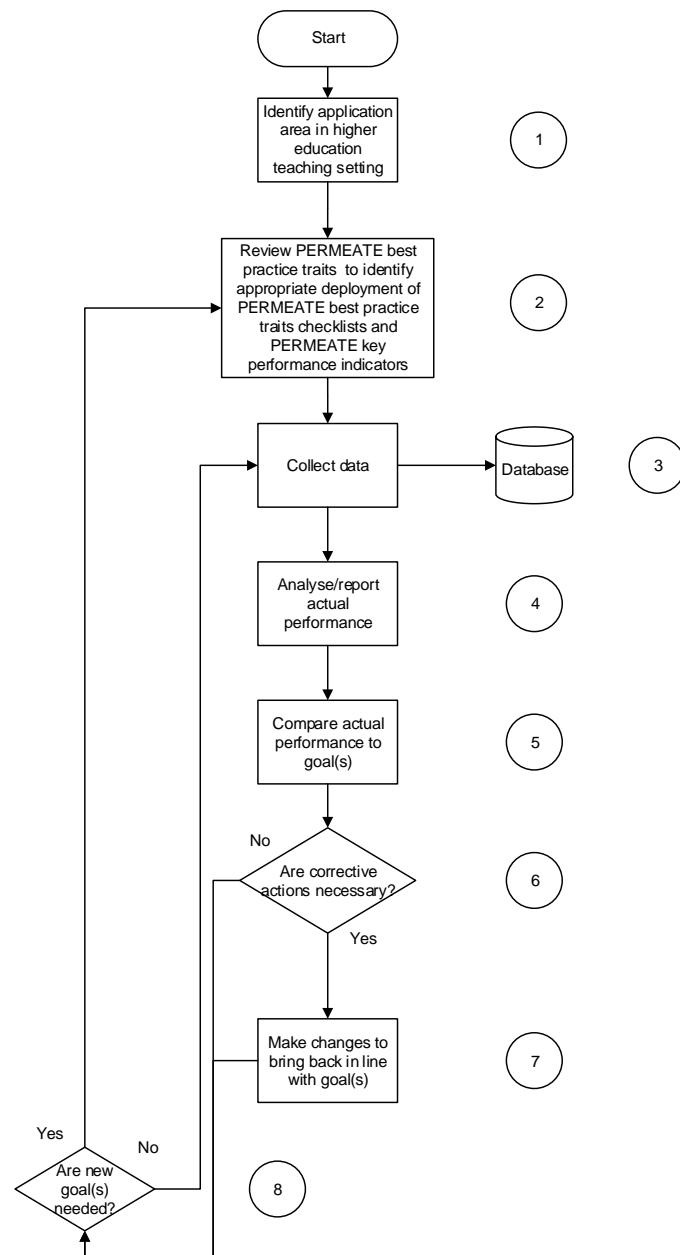 Start
Identify application
area in higher
education
teaching setting
1
Review PERMEATE best
practice traits to identify
appropriate deployment of
PERMEATE best practice
traits checklists and
PERMEATE key
performance indicators
2
Collect data
Database
3
Analyse/report
actual
performance
4
Compare actual
performance to
goal(s)
5
No
Are corrective
actions necessary?
6
Yes
Make changes to
bring back in line
with goal(s)
7
Yes
No
Are new
goal(s)
needed?
8